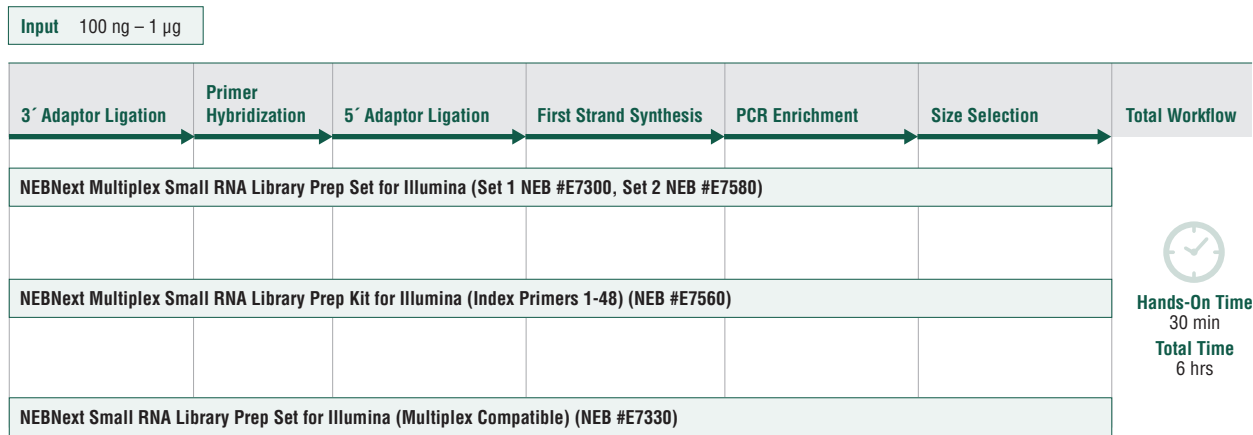 Input 100 ng – 1 µg
3´ Adaptor Ligation
Primer
Hybridization
5´ Adaptor Ligation
First Strand Synthesis
PCR Enrichment
Size Selection
Total Workflow
NEBNext Multiplex Small RNA Library Prep Set for Illumina (Set 1 NEB #E7300, Set 2 NEB #E7580)
NEBNext Multiplex Small RNA Library Prep Kit for Illumina (Index Primers 1-48) (NEB #E7560)
Hands-On Time
30 min
Total Time
6 hrs
NEBNext Small RNA Library Prep Set for Illumina (Multiplex Compatible) (NEB #E7330)